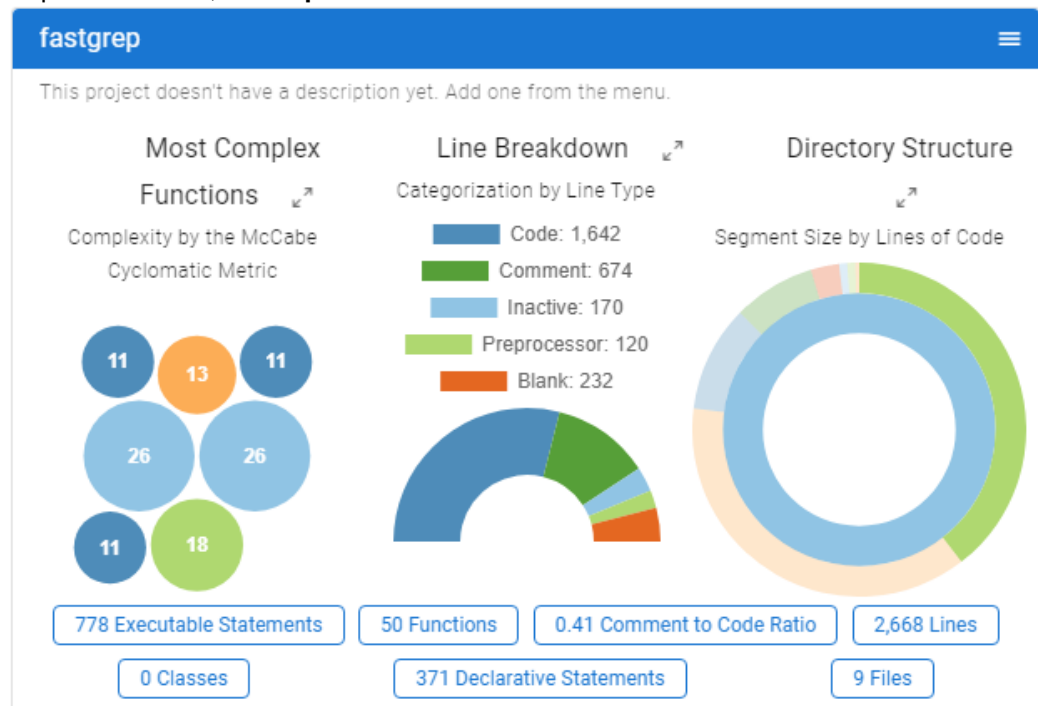 fastgrep
This project doesn't have a description yet. Add one from the menu.
Most Complex
Functions
Complexity by the McCabe
Cyclomatic Metric
11
13
11
26
26
11
18
Line Breakdown
Categorization by Line Type
Code: 1,642
Comment: 674
Inactive: 170
Preprocessor: 120
Blank: 232
Directory Structure
Segment Size by Lines of Code
778 Executable Statements
50 Functions
0.41 Comment to Code Ratio
2,668 Lines
0 Classes
371 Declarative Statements
9 Files